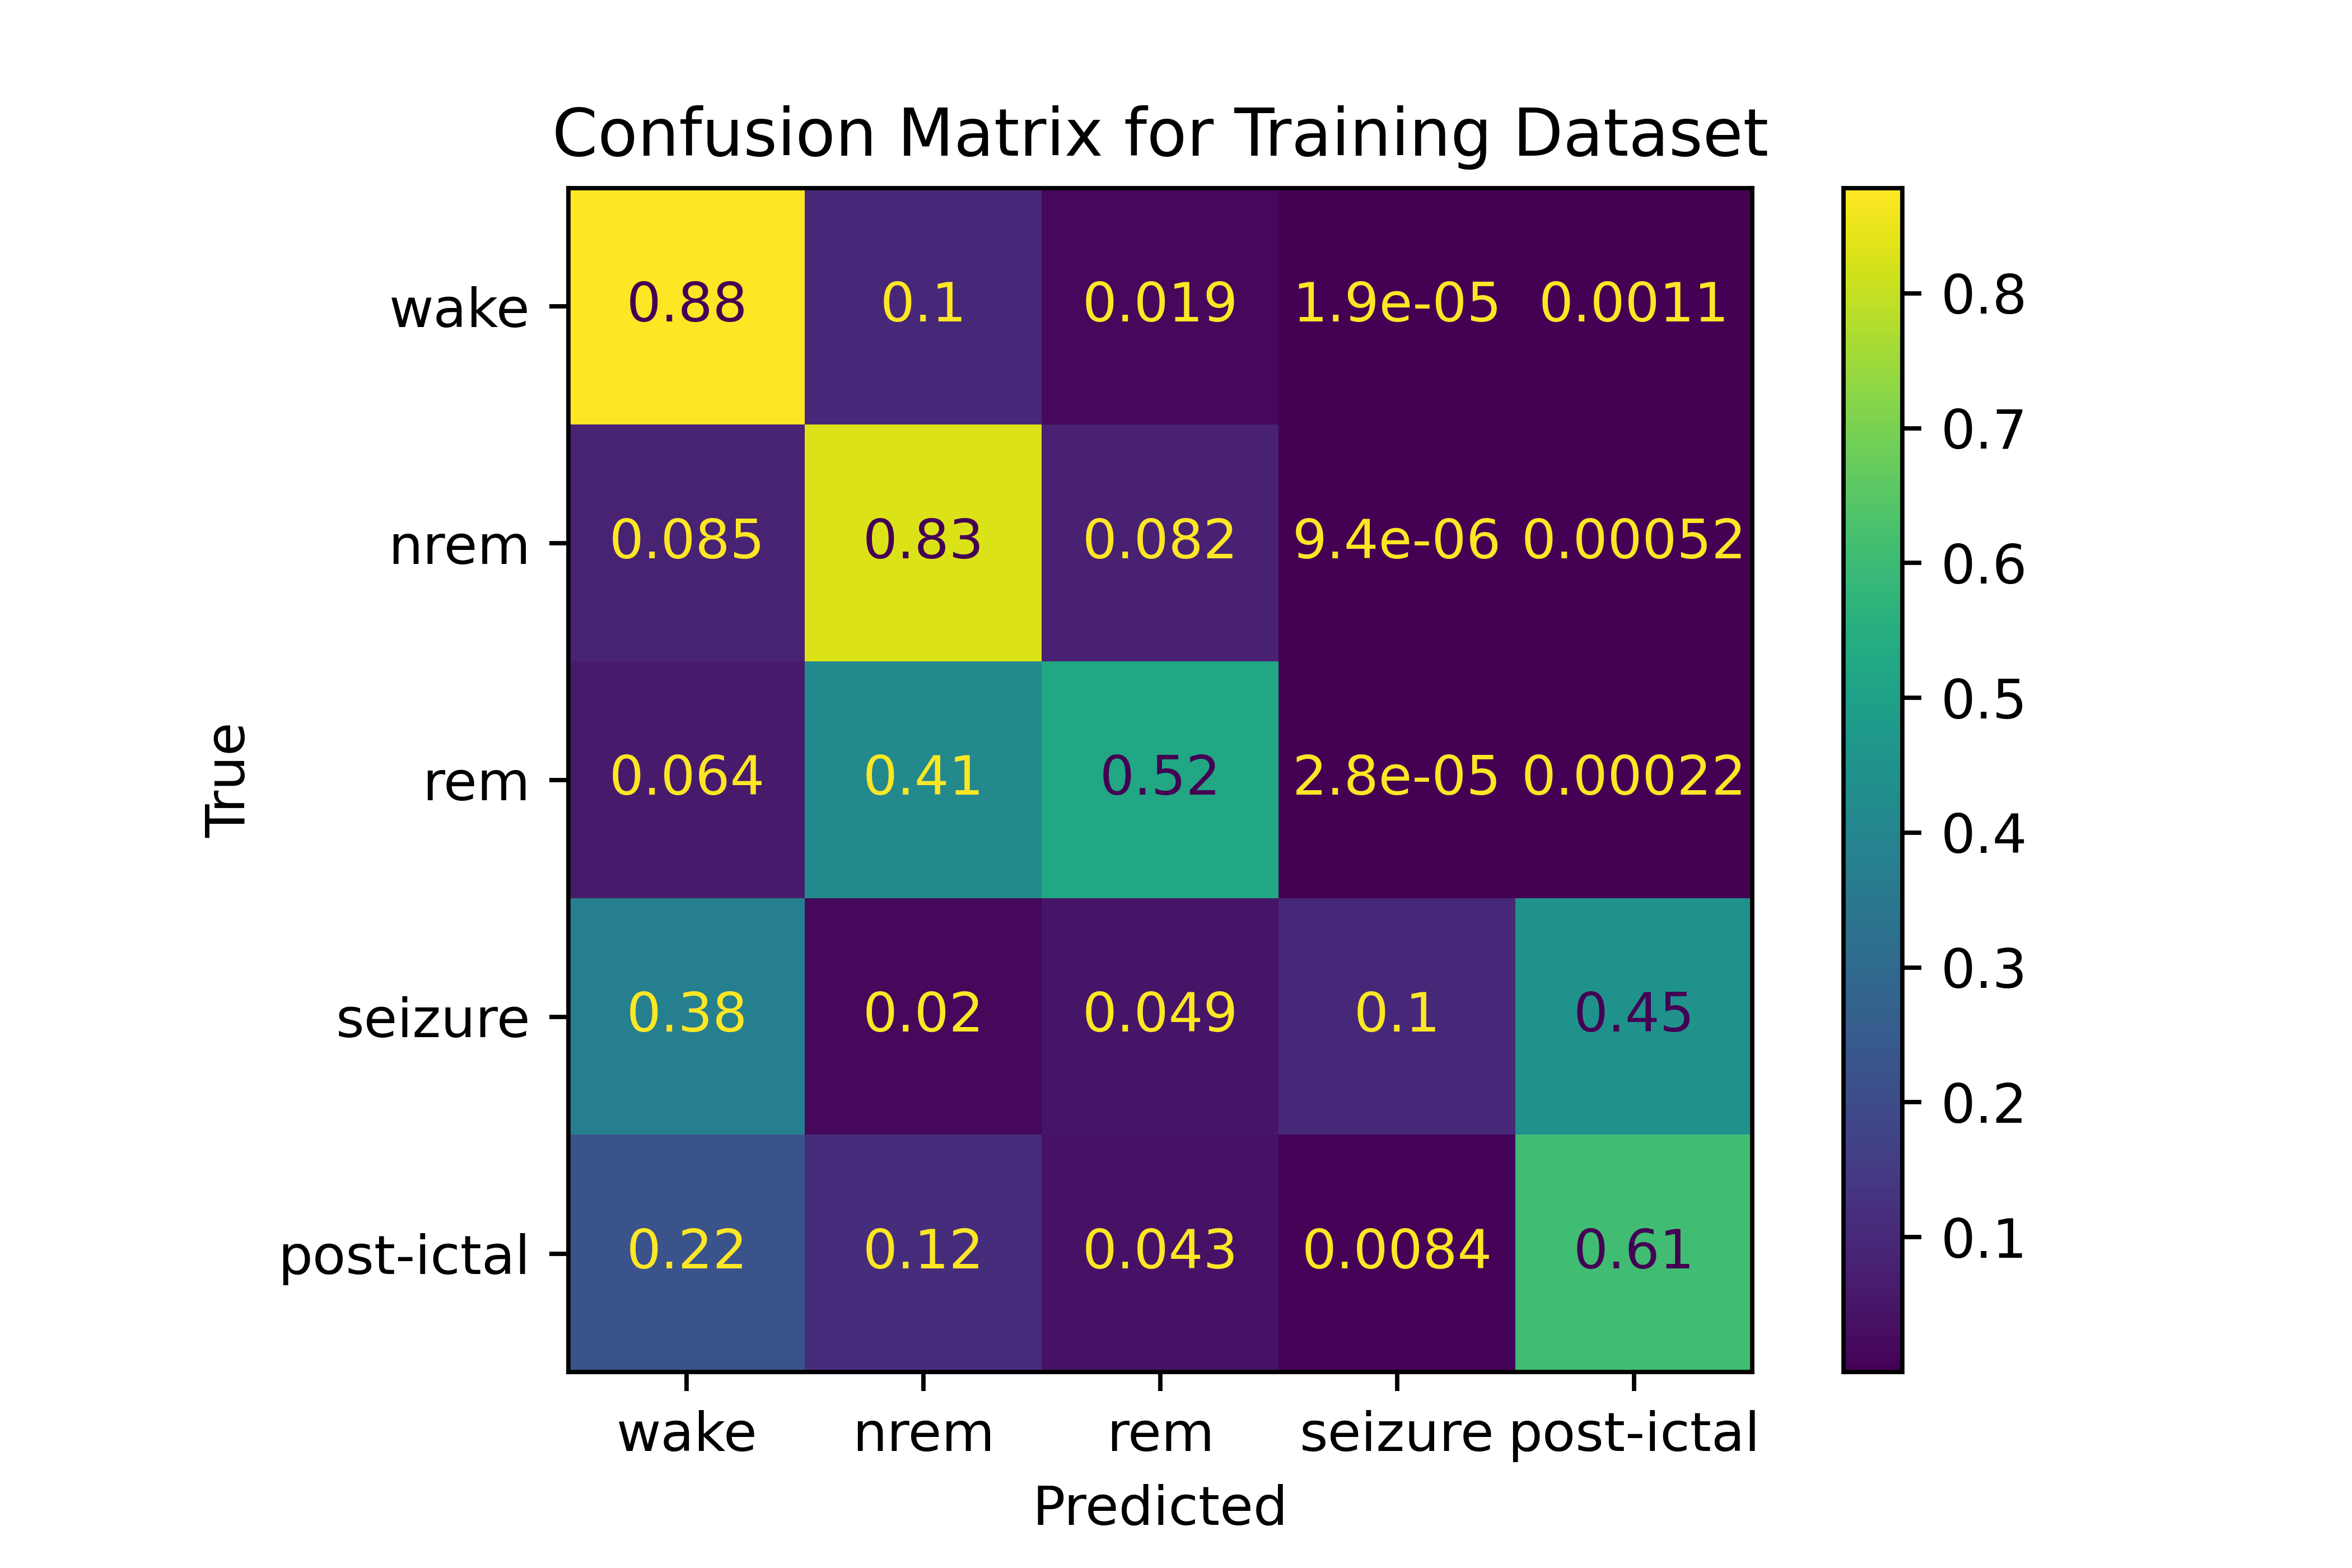 Confusion Matrix for Training Dataset
wake 0.88 0.1 0.019 1.9e-05 0.0011
nrem 0.085 0.83 0.082 9.4e-06 0.00052
rem 0.064 0.41 0.52 2.8e-05 0.00022
seizure 0.38 0.02 0.049 0.1 0.45
post-ictal 0.22 0.12 0.043 0.0084 0.61
True
wake nrem rem seizure post-ictal
Predicted
0.8
0.7
0.6
0.5
0.4
0.3
0.2
0.1